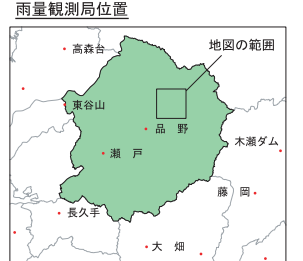 雨量観測局位置
高森台
地図の範囲
東谷山
品野
木瀬ダム
瀬戸
藤岡
長久手
大畑